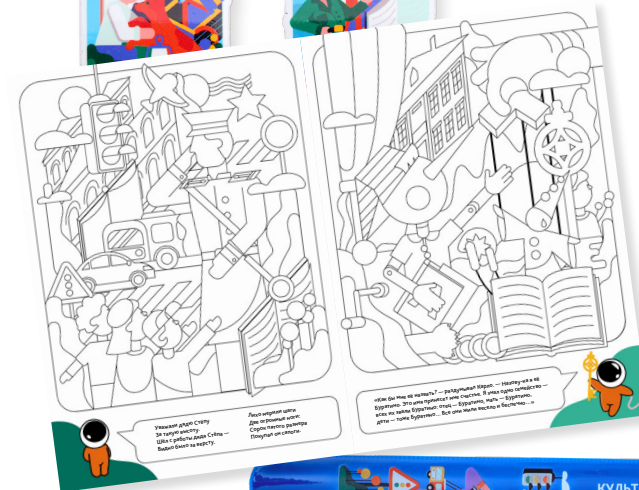 Уважали дядю Стёпу
За такую высоту.
Шёл с работы дядя Стёпа —
Видно было за версту.
Лихо мерили шаги
Две огромные ноги:
Сорок пятого размера
Покупал он сапоги.
«Как бы мне её назвать? — раздумывал Карло. — Назову-ка я её
Буратино. Это имя принесёт мне счастье. Я знал одно семейство —
всех их звали Буратино: отец — Буратино, мать — Буратино,
дети — тоже Буратино... Все они жили весело и беспечно...»